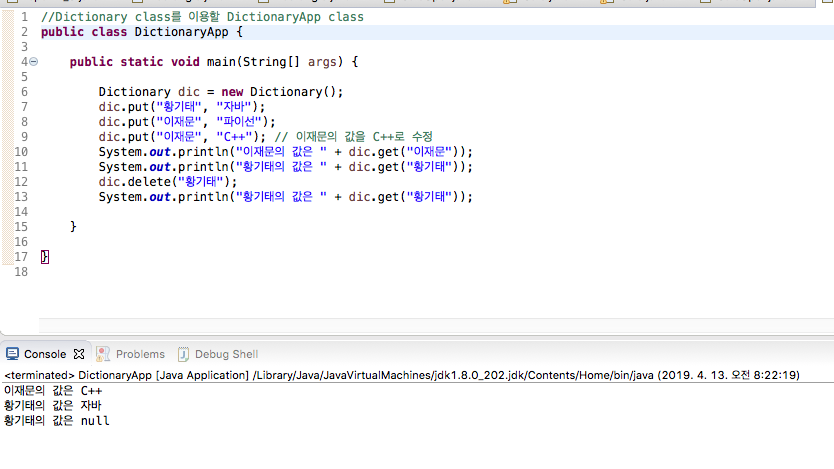 1 //Dictionary class를 이용할 DictionaryApp class
2 public class DictionaryApp {
3
4 public static void main(String[] args) {
5
6 Dictionary dic = new Dictionary();
7 dic.put("황기태", "자바");
8 dic.put("이재문", "파이선");
9 dic.put("이재문", "C++"); // 이재문의 값을 C++로 수정
10 System.out.println("이재문의 값은 " + dic.get("이재문"));
11 System.out.println("황기태의 값은 " + dic.get("황기태"));
12 dic.delete("황기태");
13 System.out.println("황기태의 값은 " + dic.get("황기태"));
14
15 }
16
17 }
18
Console Problems Debug Shell
<terminated> DictionaryApp [Java Application] /Library/Java/JavaVirtualMachines/jdk1.8.0_202.jdk/Contents/Home/bin/java (2019. 4. 13. 오전 8:22:19)
이재문의 값은 C++
황기태의 값은 자바
황기태의 값은 null